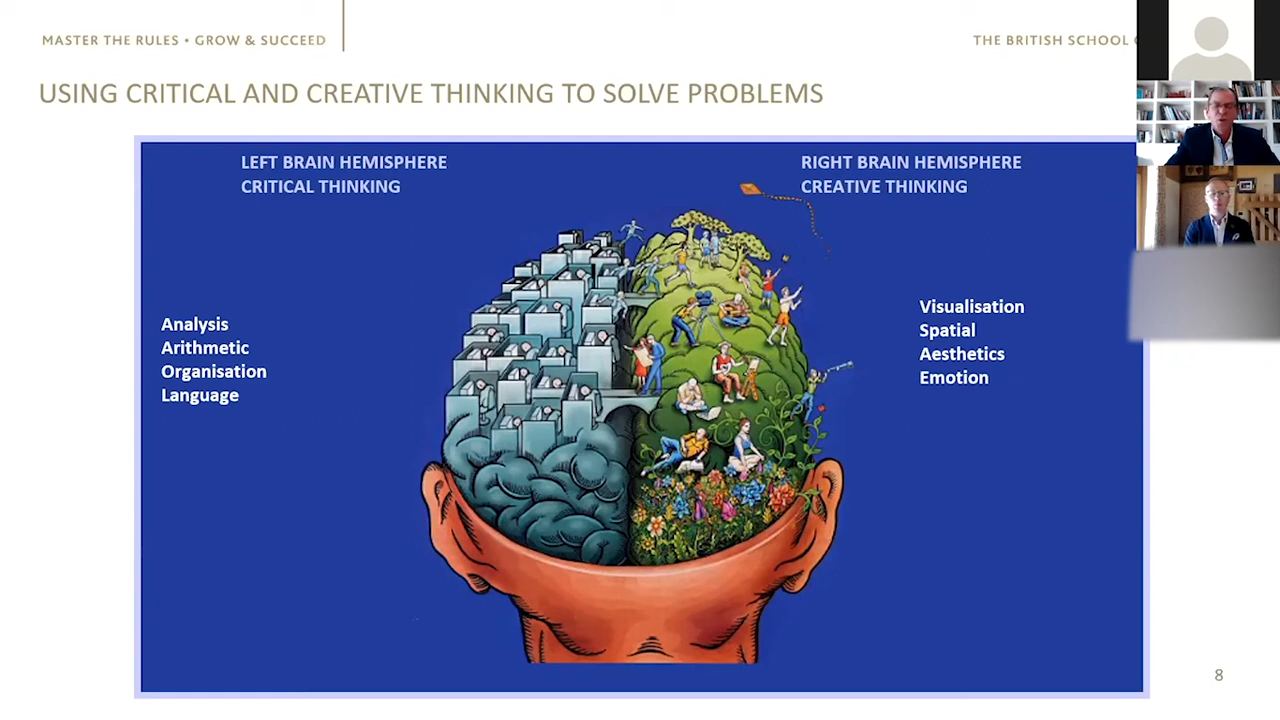 MASTER THE RULES • GROW & SUCCEED
THE BRITISH SCHOOL
USING CRITICAL AND CREATIVE THINKING TO SOLVE PROBLEMS
LEFT BRAIN HEMISPHERE
CRITICAL THINKING
RIGHT BRAIN HEMISPHERE
CREATIVE THINKING
Analysis
Arithmetic
Organisation
Language
Visualisation
Spatial
Aesthetics
Emotion
8